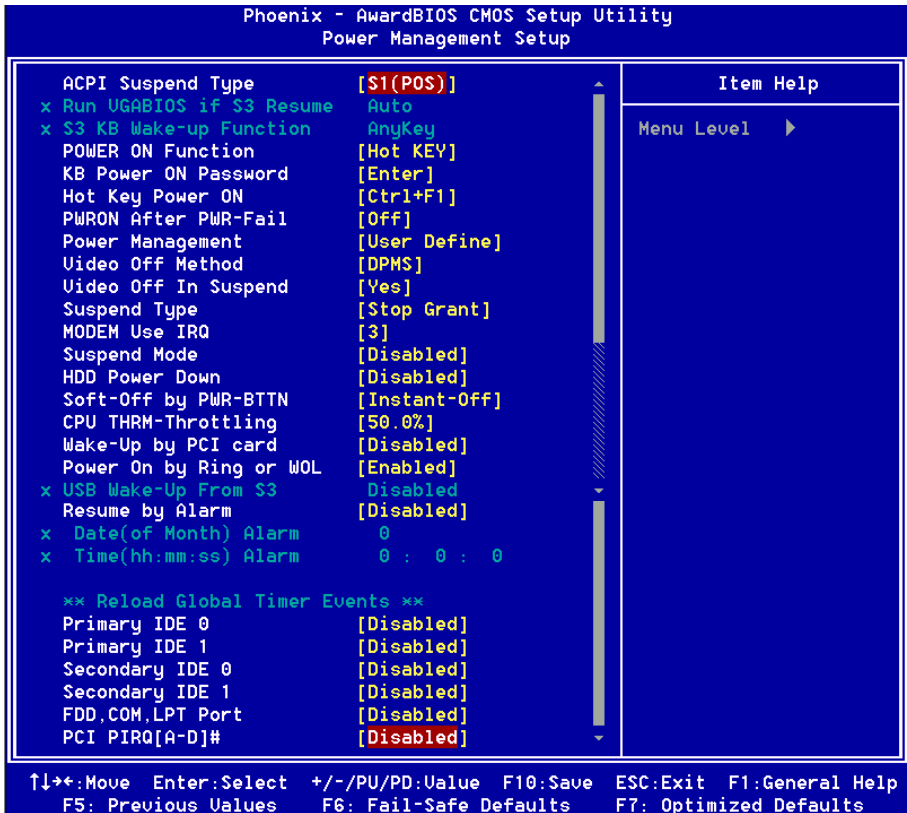 Phoenix - AwardBIOS CMOS Setup Utility
Power Management Setup
ACPI Suspend Type [S1(POS)]
x Run VGABIOS if S3 Resume Auto
x S3 KB Wake-up Function AnyKey
POWER ON Function [Hot KEY]
KB Power ON Password [Enter]
Hot Key Power ON [Ctrl+F1]
PWRON After PWR-Fail [Off]
Power Management [User Define]
Video Off Method [DPMS]
Video Off In Suspend [Yes]
Suspend Type [Stop Grant]
MODEM Use IRQ [3]
Suspend Mode [Disabled]
HDD Power Down [Disabled]
Soft-Off by PWR-BTTN [Instant-Off]
CPU THRM-Throttling [50.0%]
Wake-Up by PCI card [Disabled]
Power On by Ring or WOL [Enabled]
x USB Wake-Up From S3 Disabled
Resume by Alarm [Disabled]
x Date(of Month) Alarm 0
x Time(hh:mm:ss) Alarm 0 : 0 : 0
** Reload Global Timer Events **
Primary IDE 0 [Disabled]
Primary IDE 1 [Disabled]
Secondary IDE 0 [Disabled]
Secondary IDE 1 [Disabled]
FDD,COM,LPT Port [Disabled]
PCI PIRQ[A-D]# [Disabled]
Item Help
Menu Level
↑↓→←:Move Enter:Select +/-/PU/PD:Value F10:Save ESC:Exit F1:General Help
F5: Previous Values F6: Fail-Safe Defaults F7: Optimized Defaults